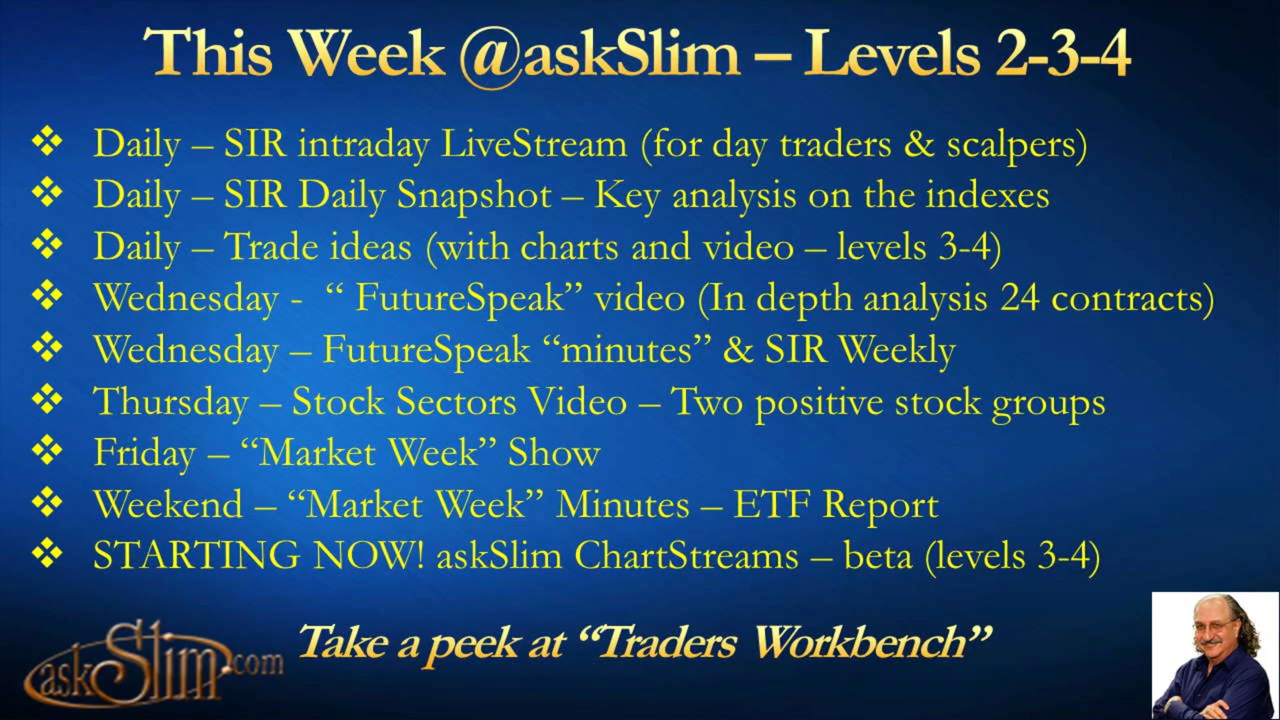 This Week @askSlim – Levels 2-3-4
❖ Daily – SIR intraday LiveStream (for day traders & scalpers)
❖ Daily – SIR Daily Snapshot – Key analysis on the indexes
❖ Daily – Trade ideas (with charts and video – levels 3-4)
❖ Wednesday - “ FutureSpeak” video (In depth analysis 24 contracts)
❖ Wednesday – FutureSpeak “minutes” & SIR Weekly
❖ Thursday – Stock Sectors Video – Two positive stock groups
❖ Friday – “Market Week” Show
❖ Weekend – “Market Week” Minutes – ETF Report
❖ STARTING NOW! askSlim ChartStreams – beta (levels 3-4)
Take a peek at “Traders Workbench”
askSlim.com